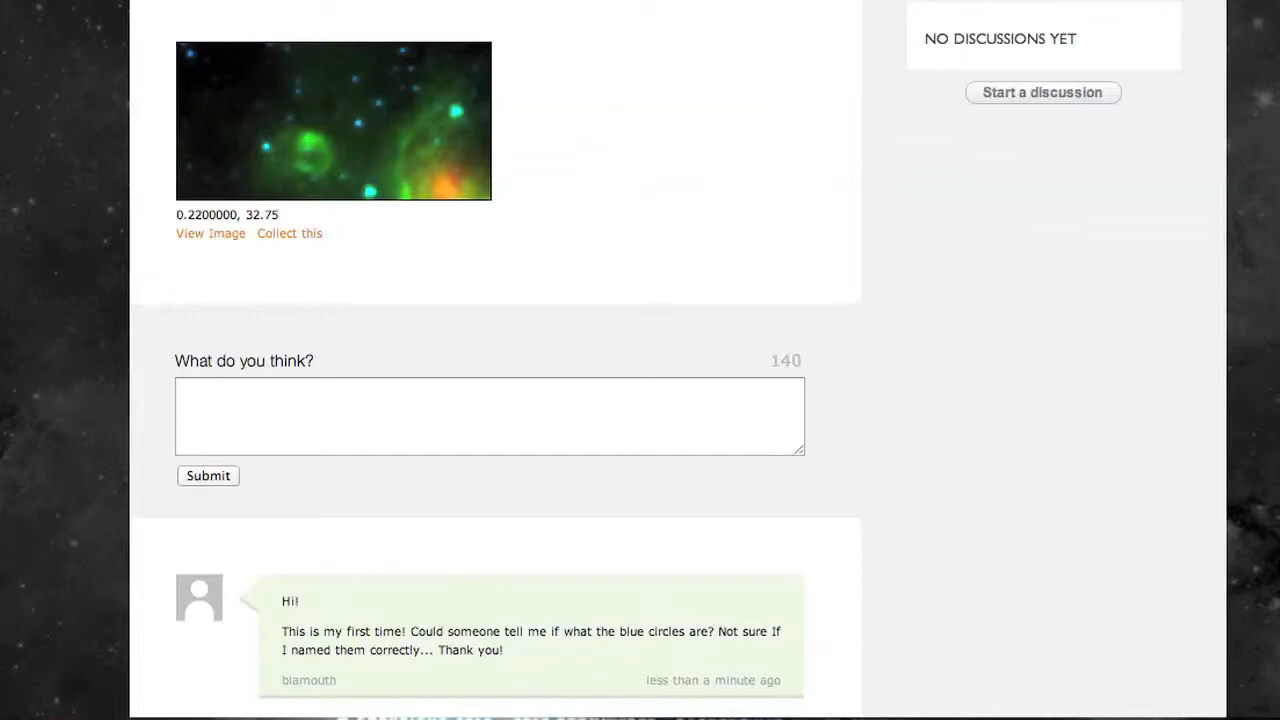 NO DISCUSSIONS YET
Start a discussion
0.2200000, 32.75
View Image Collect this
What do you think? 140
Submit
Hi!
This is my first time! Could someone tell me if what the blue circles are? Not sure If
I named them correctly... Thank you!
blamouth less than a minute ago